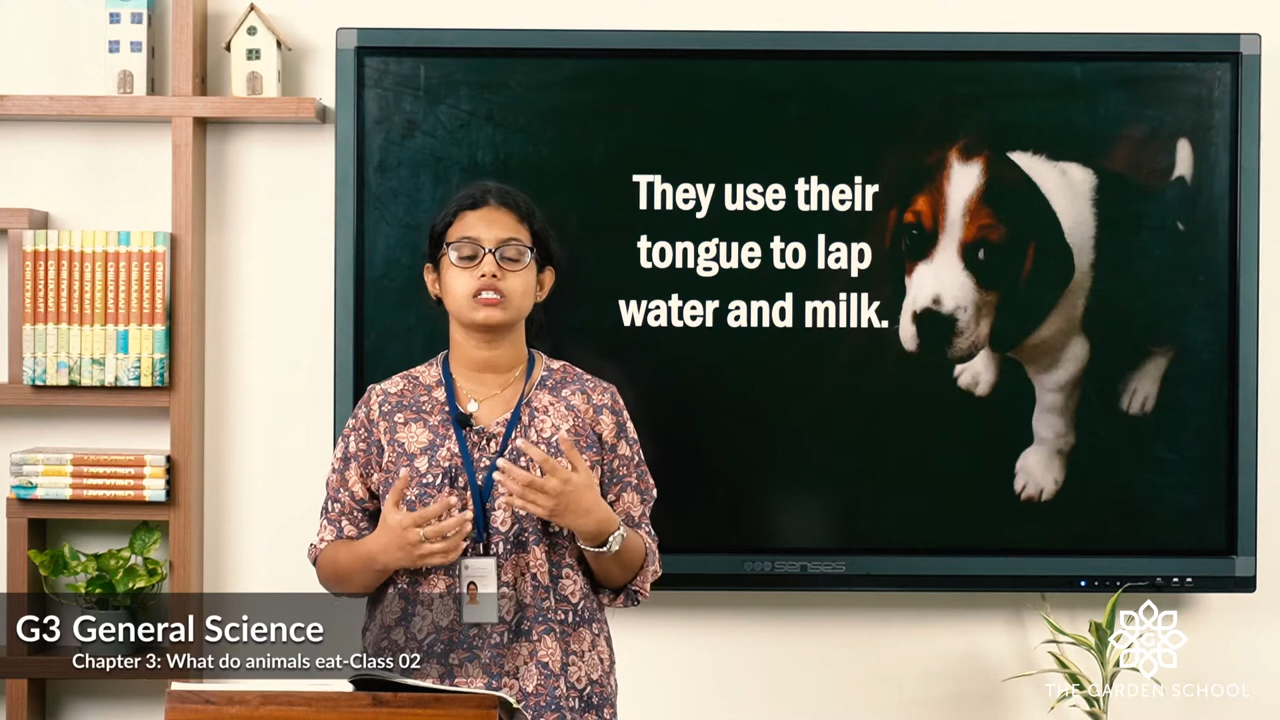 They use their
tongue to lap
water and milk.
CHILDCRAFT
senses
G3 General Science
Chapter 3: What do animals eat-Class 02
G
THE GARDEN SCHOOL